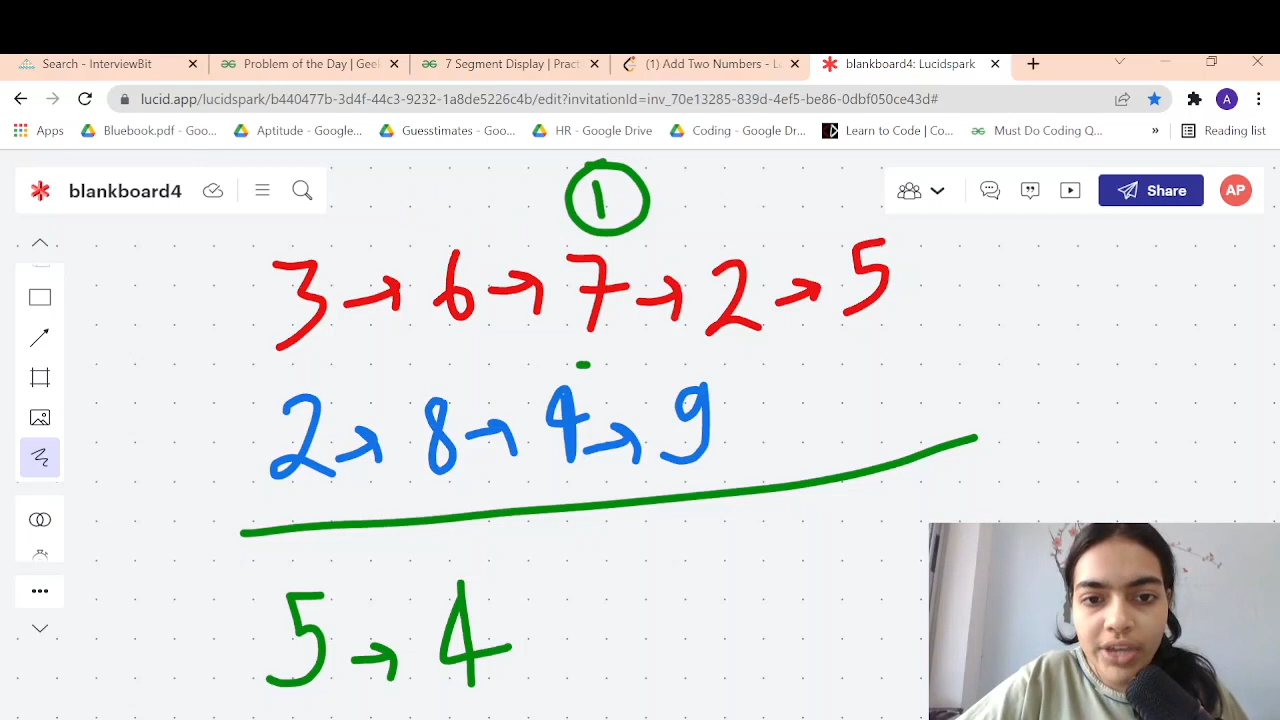 Search - InterviewBit
Problem of the Day | Geek
7 Segment Display | Pract
(1) Add Two Numbers - L
blankboard4: Lucidspark
lucid.app/lucidspark/b440477b-3d4f-44c3-9232-1a8de5226c4b/edit?invitationId=inv_70e13285-839d-4ef5-be86-0dbf050ce43d#
A
Apps
Bluebook.pdf - Goo...
Aptitude - Google...
Guesstimates - Goo...
HR - Google Drive
Coding - Google Dr...
Learn to Code | Co...
Must Do Coding Q...
»
Reading list
blankboard4
Share
AP
1
3 → 6 → 7 → 2 → 5
2 → 8 → 4 → 9
5 → 4